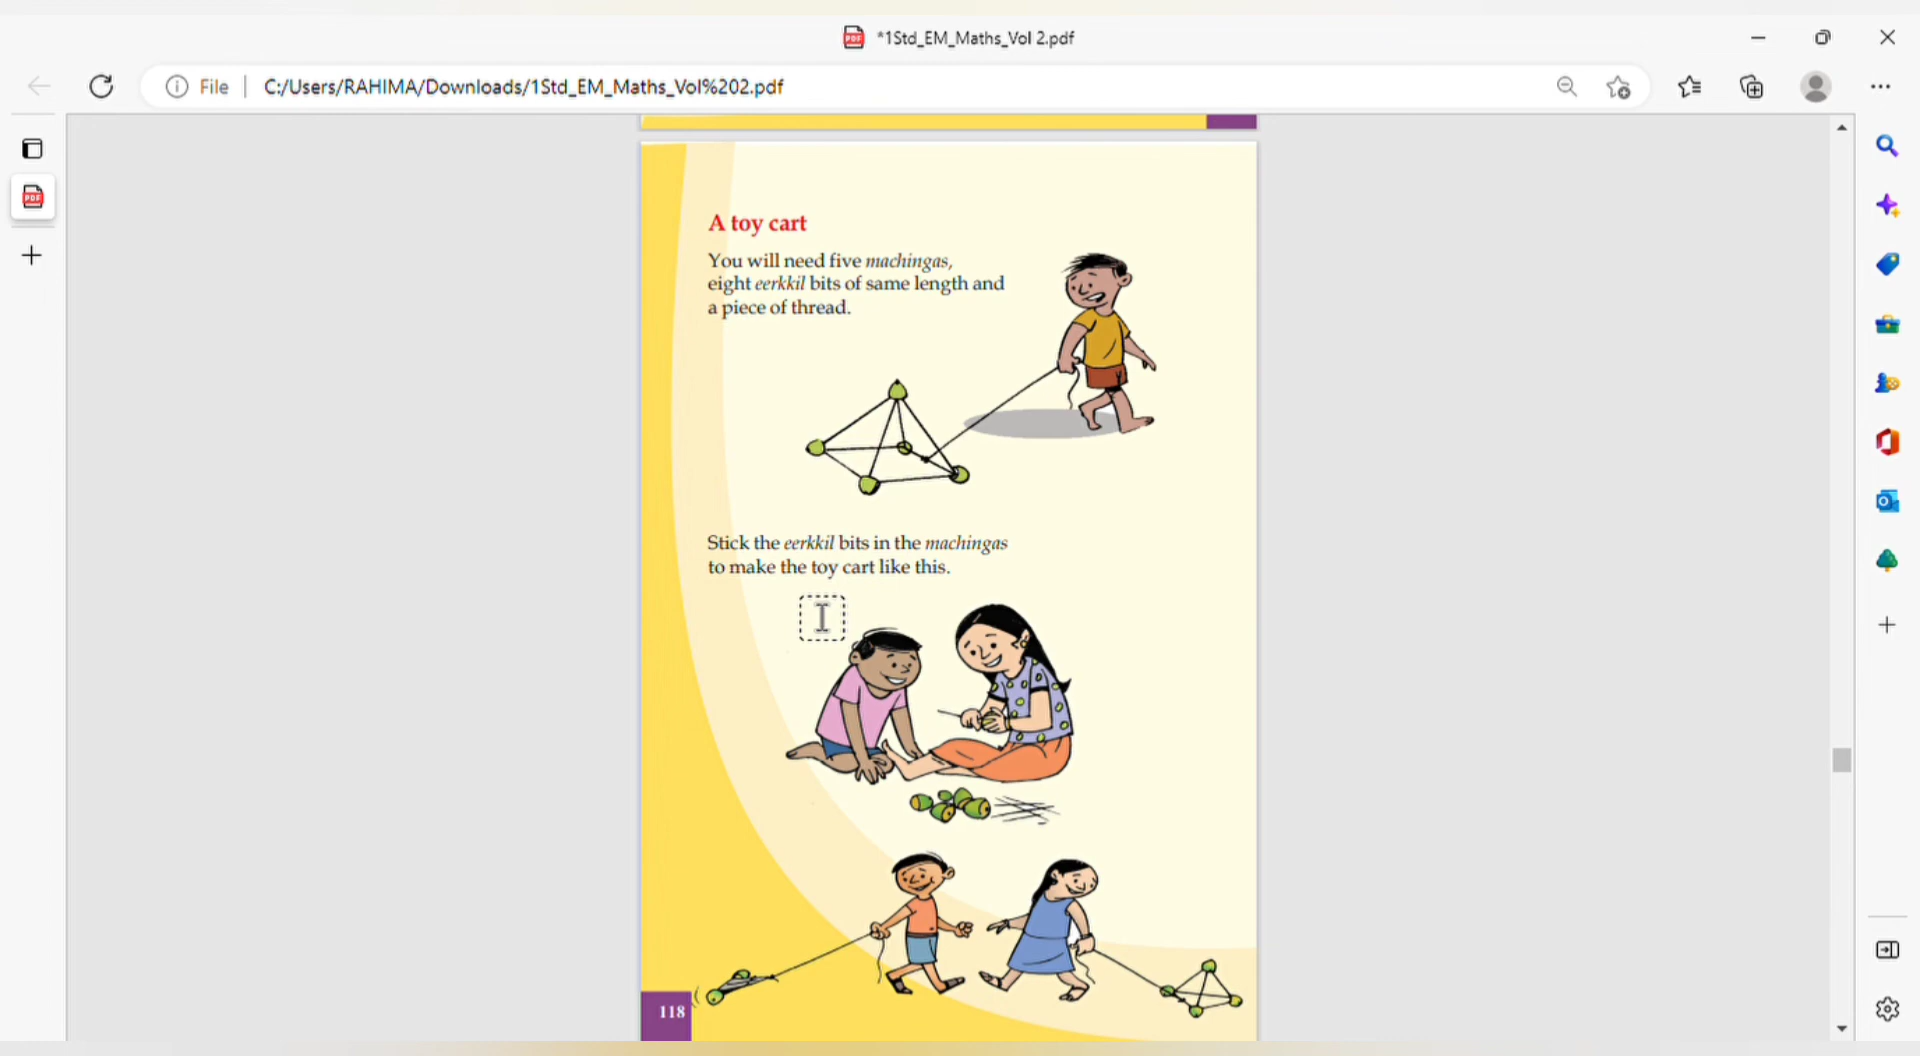 *1Std_EM_Maths_Vol 2.pdf
File
C:/Users/RAHIMA/Downloads/1Std_EM_Maths_Vol%202.pdf
A toy cart
You will need five machingas,
eight eerkkil bits of same length and
a piece of thread.
Stick the eerkkil bits in the machingas
to make the toy cart like this.
118